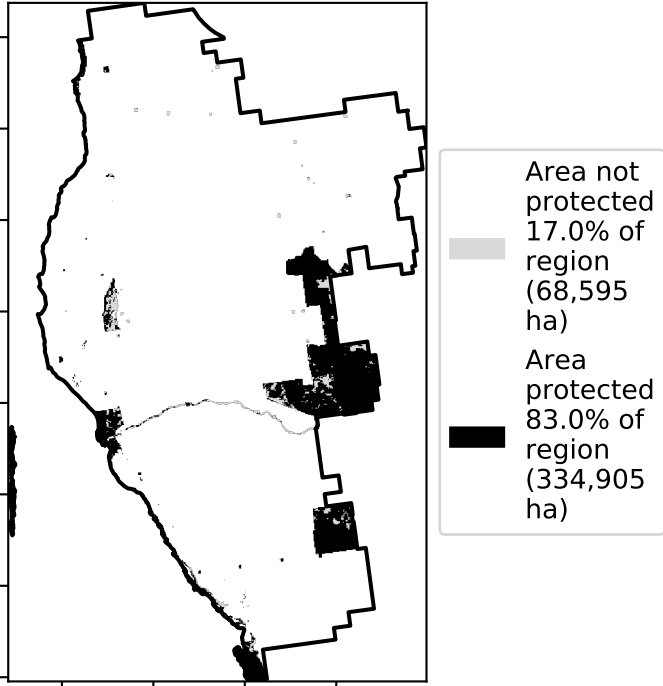 Area not
protected
17.0% of
region
(68,595
ha)
Area
protected
83.0% of
region
(334,905
ha)